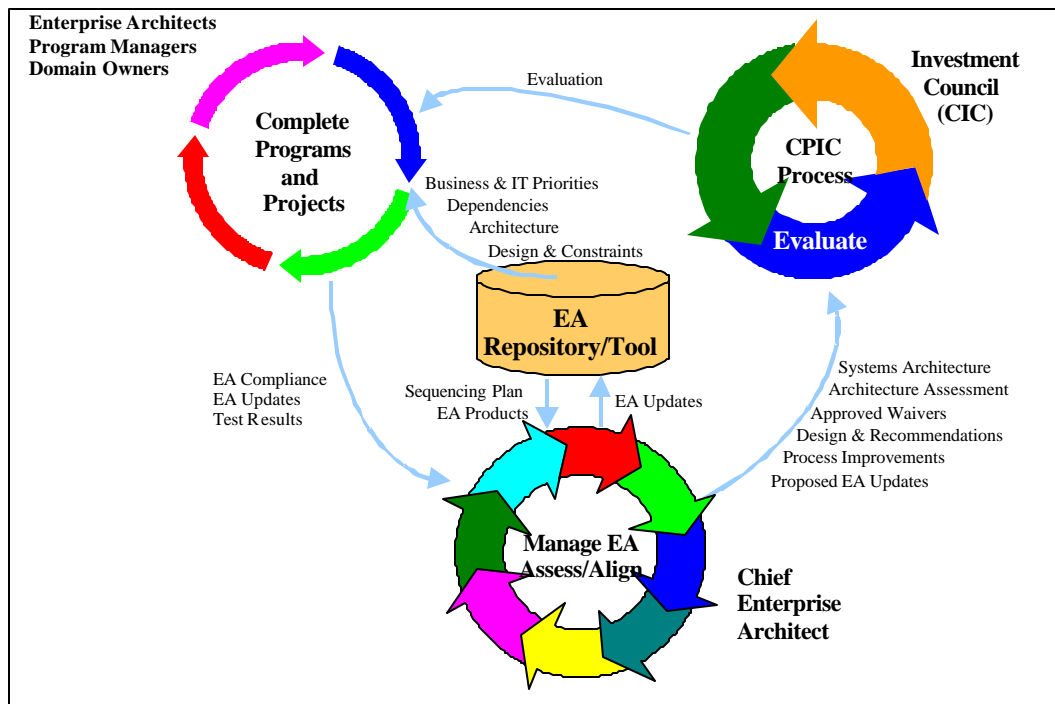 Enterprise Architects
Program Managers
Domain Owners
Complete
Programs
and
Projects
Evaluation
CPIC
Process
Evaluate
Investment
Council
(CIC)
Business & IT Priorities
Dependencies
Architecture
Design & Constraints
EA
Repository/Tool
EA Compliance
EA Updates
Test Results
Sequencing Plan
EA Products
EA Updates
Systems Architecture
Architecture Assessment
Approved Waivers
Design & Recommendations
Process Improvements
Proposed EA Updates
Manage EA
Assess/Align
Chief
Enterprise
Architect